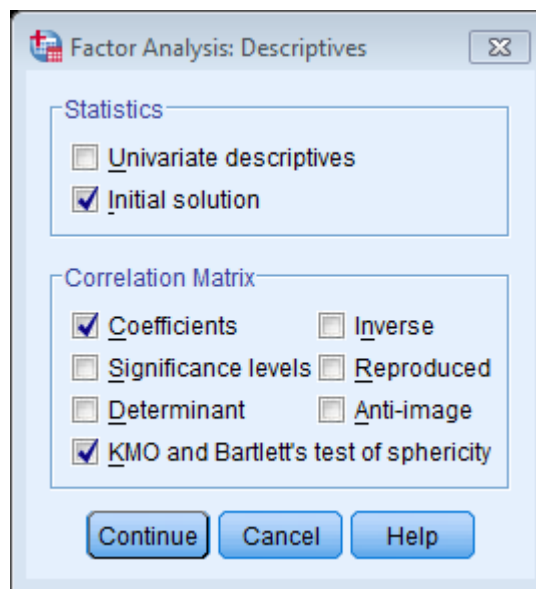 Factor Analysis: Descriptives
Statistics
Univariate descriptives
Initial solution
Correlation Matrix
Coefficients Inverse
Significance levels Reproduced
Determinant Anti-image
KMO and Bartlett's test of sphericity
Continue Cancel Help